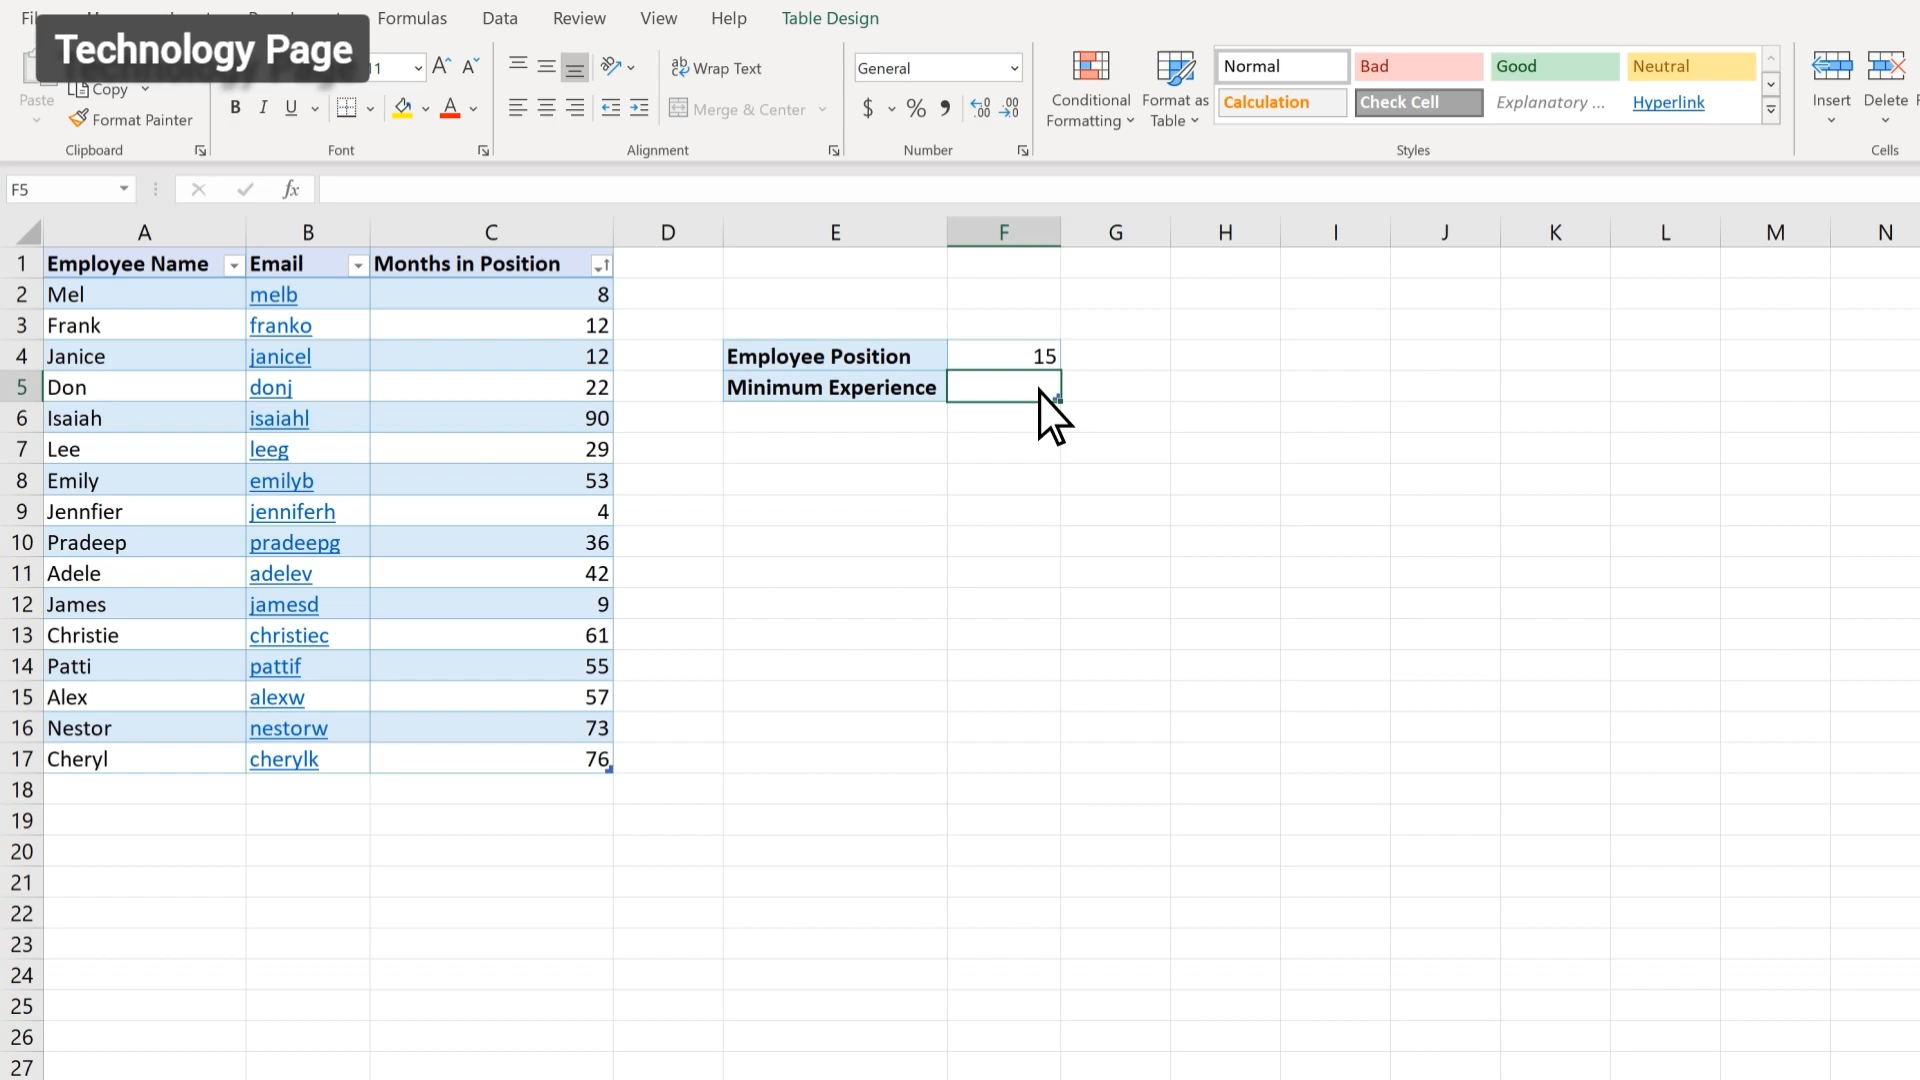 Technology Page
Formulas Data Review View Help Table Design
Paste
Copy
Format Painter
Clipboard
B I U
A A A
Font
Wrap Text
Merge & Center
Alignment
General
$ % , .00
Number
Conditional Formatting
Format as Table
Normal Bad Good Neutral
Calculation Check Cell Explanatory ... Hyperlink
Styles
Insert Delete
Cells
F5 fx
A B C D E F G H I J K L M N
1 Employee Name Email Months in Position
2 Mel melb 8
3 Frank franko 12
4 Janice janicel 12 Employee Position 15
5 Don donj 22 Minimum Experience
6 Isaiah isaiahl 90
7 Lee leeg 29
8 Emily emilyb 53
9 Jennfier jenniferh 4
10 Pradeep pradeepg 36
11 Adele adelev 42
12 James jamesd 9
13 Christie christiec 61
14 Patti pattif 55
15 Alex alexw 57
16 Nestor nestorw 73
17 Cheryl cherylk 76
18
19
20
21
22
23
24
25
26
27